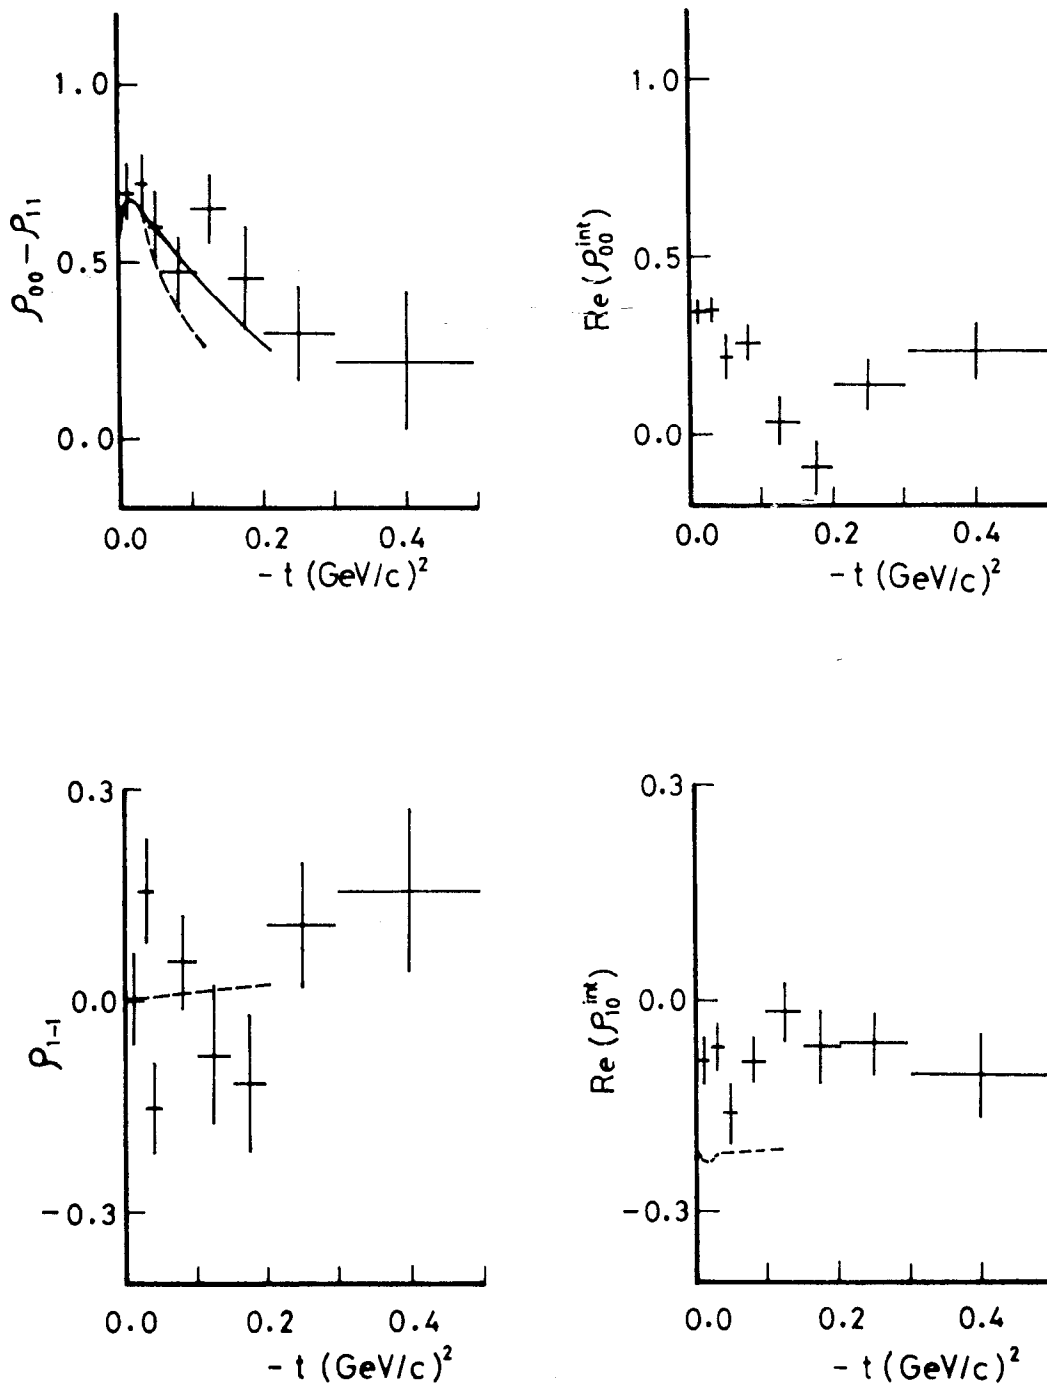 1.0
0.5
0.0
ρ₀₀ – ρ₁₁
0.0 0.2 0.4
– t (GeV/c)²
1.0
0.5
0.0
Re (ρ₀₀ⁱⁿᵗ)
0.0 0.2 0.4
– t (GeV/c)²
0.3
0.0
–0.3
ρ₁₋₁
0.0 0.2 0.4
– t (GeV/c)²
0.3
0.0
–0.3
Re (ρ₁₀ⁱⁿᵗ)
0.0 0.2 0.4
– t (GeV/c)²